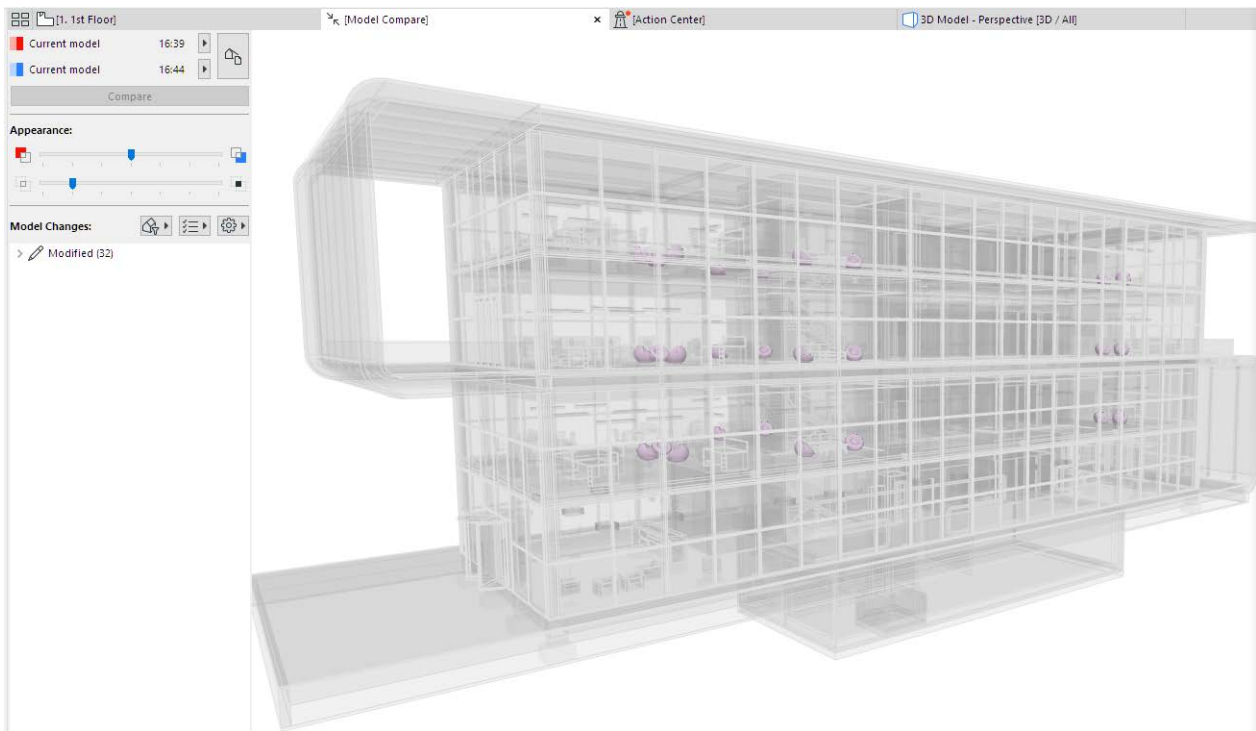 [1. 1st Floor]
[Model Compare]
[Action Center]
3D Model - Perspective [3D / All]
Current model 16:39
Current model 16:44
Compare
Appearance:
Model Changes:
Modified (32)